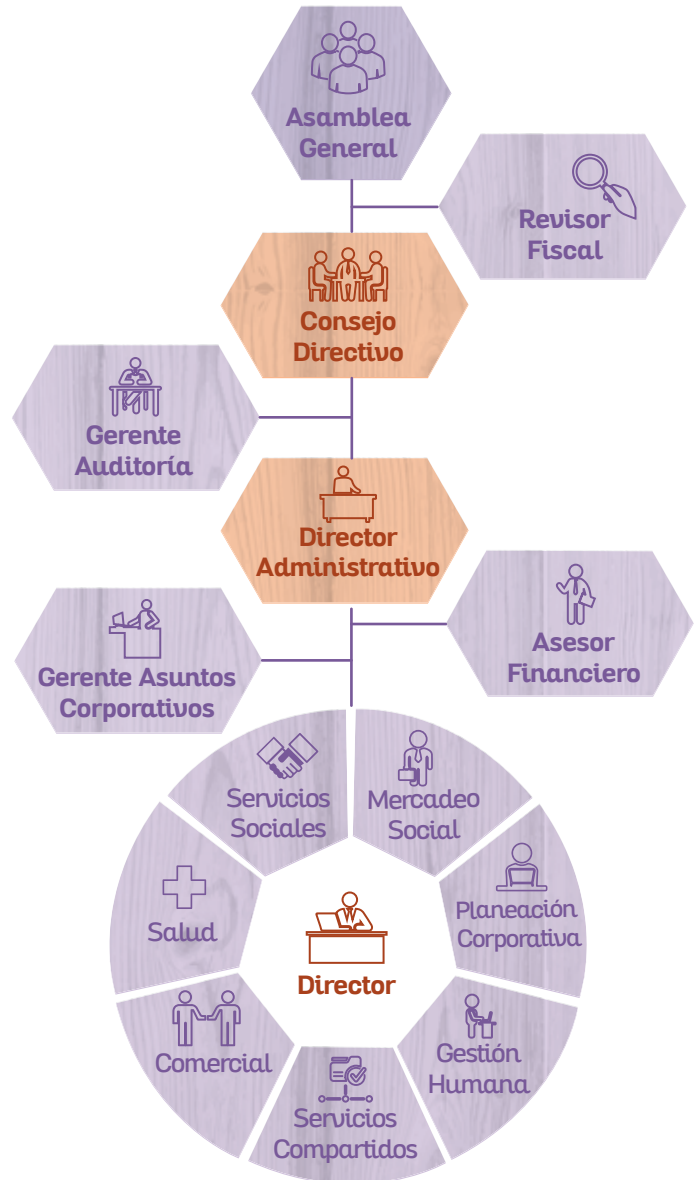 Asamblea
General
Revisor
Fiscal
Consejo
Directivo
Gerente
Auditoría
Director
Administrativo
Asesor
Financiero
Gerente Asuntos
Corporativos
Servicios
Sociales
Mercadeo
Social
Salud
Planeación
Corporativa
Director
Comercial
Gestión
Humana
Servicios
Compartidos